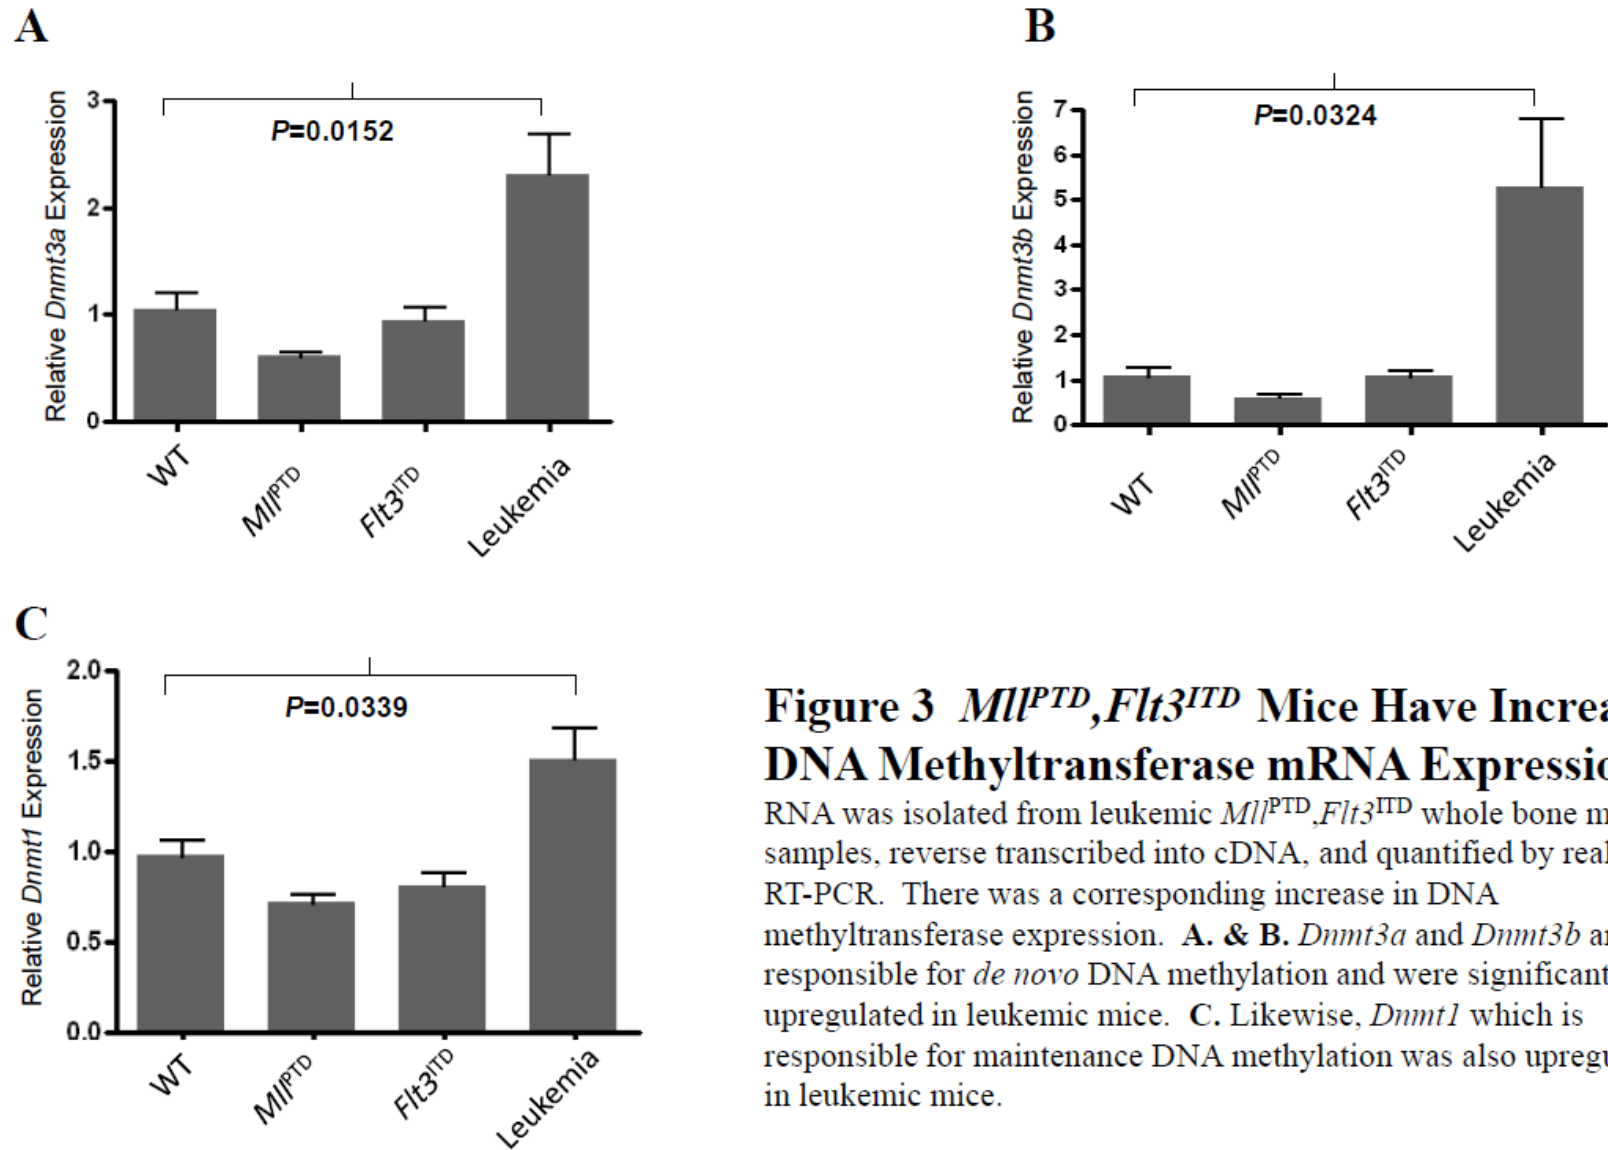 A
Relative Dnmt3a Expression
3
2
1
0
P=0.0152
WT
MllPTD
Flt3ITD
Leukemia
B
Relative Dnmt3b Expression
7
6
5
4
3
2
1
0
P=0.0324
WT
MllPTD
Flt3ITD
Leukemia
C
Relative Dnmt1 Expression
2.0
1.5
1.0
0.5
0.0
P=0.0339
WT
MllPTD
Flt3ITD
Leukemia
Figure 3 MllPTD,Flt3ITD Mice Have Increa
DNA Methyltransferase mRNA Expressio
RNA was isolated from leukemic MllPTD,Flt3ITD whole bone m
samples, reverse transcribed into cDNA, and quantified by real
RT-PCR. There was a corresponding increase in DNA
methyltransferase expression. A. & B. Dnmt3a and Dnmt3b ar
responsible for de novo DNA methylation and were significant
upregulated in leukemic mice. C. Likewise, Dnmt1 which is
responsible for maintenance DNA methylation was also upregu
in leukemic mice.